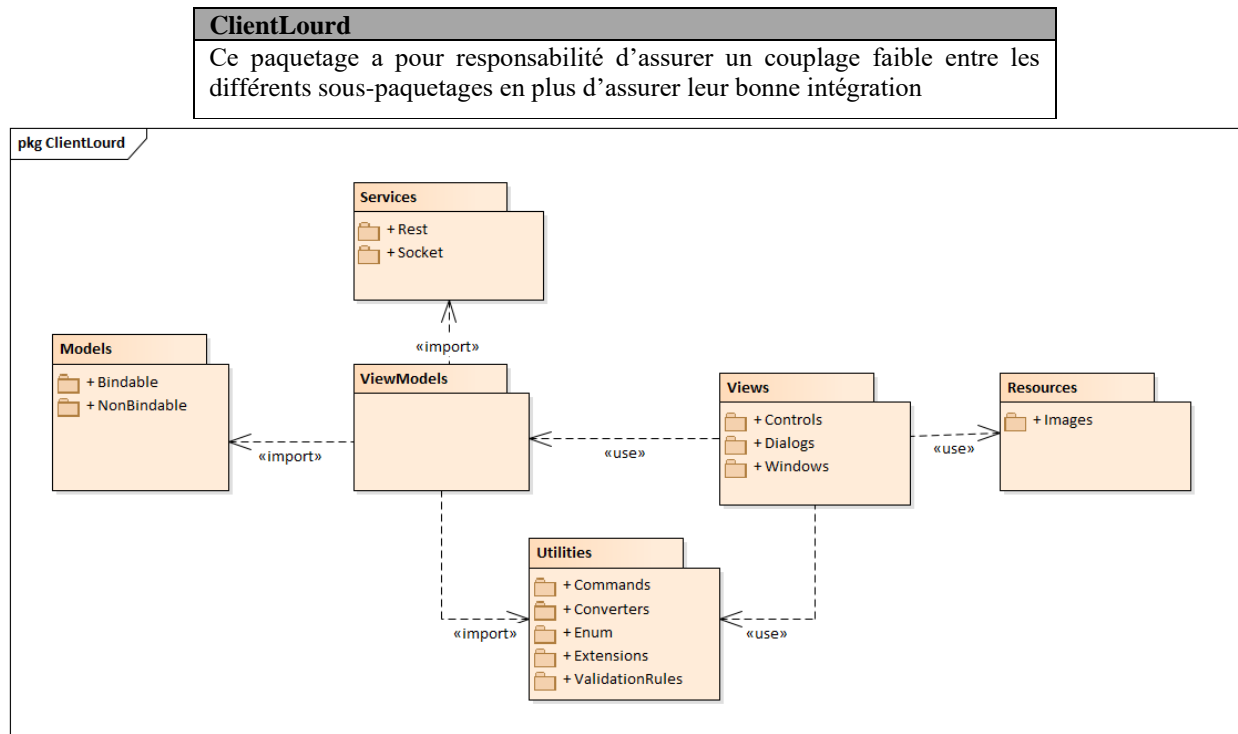 ClientLourd
Ce paquetage a pour responsabilité d’assurer un couplage faible entre les
différents sous-paquetages en plus d’assurer leur bonne intégration
pkg ClientLourd
Services
+ Rest
+ Socket
«import»
Models
+ Bindable
+ NonBindable
«import»
ViewModels
«use»
Views
+ Controls
+ Dialogs
+ Windows
«use»
Resources
+ Images
Utilities
+ Commands
+ Converters
+ Enum
+ Extensions
+ ValidationRules
«import»
«use»